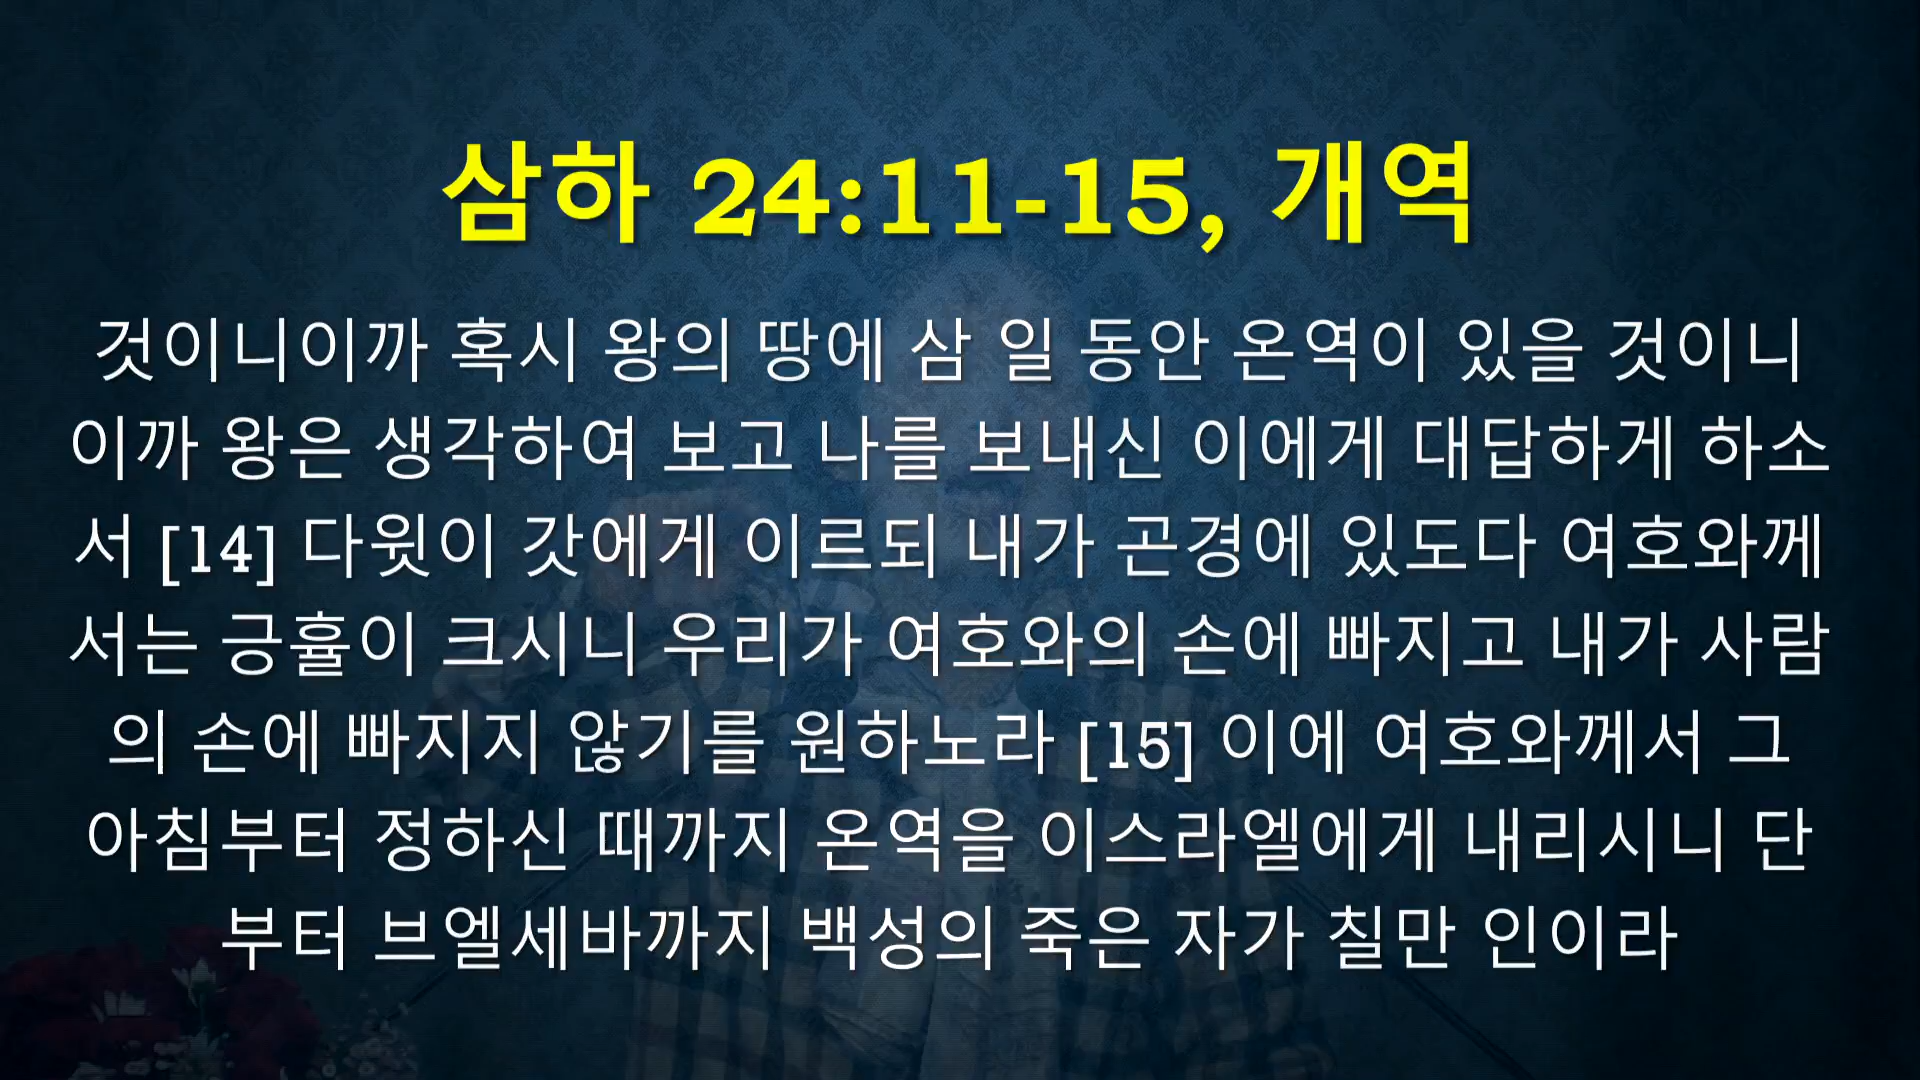 삼하 24:11-15, 개역
것이니이까 혹시 왕의 땅에 삼 일 동안 온역이 있을 것이니
이까 왕은 생각하여 보고 나를 보내신 이에게 대답하게 하소
서 [14] 다윗이 갓에게 이르되 내가 곤경에 있도다 여호와께
서는 긍휼이 크시니 우리가 여호와의 손에 빠지고 내가 사람
의 손에 빠지지 않기를 원하노라 [15] 이에 여호와께서 그
아침부터 정하신 때까지 온역을 이스라엘에게 내리시니 단
부터 브엘세바까지 백성의 죽은 자가 칠만 인이라